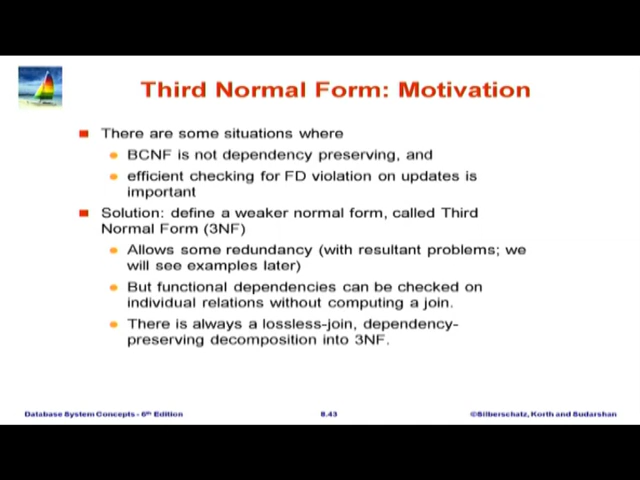 Third Normal Form: Motivation
There are some situations where
BCNF is not dependency preserving, and
efficient checking for FD violation on updates is
important
Solution: define a weaker normal form, called Third
Normal Form (3NF)
Allows some redundancy (with resultant problems; we
will see examples later)
But functional dependencies can be checked on
individual relations without computing a join.
There is always a lossless-join, dependency-
preserving decomposition into 3NF.
Database System Concepts - 6th Edition
8.43
©Silberschatz, Korth and Sudarshan